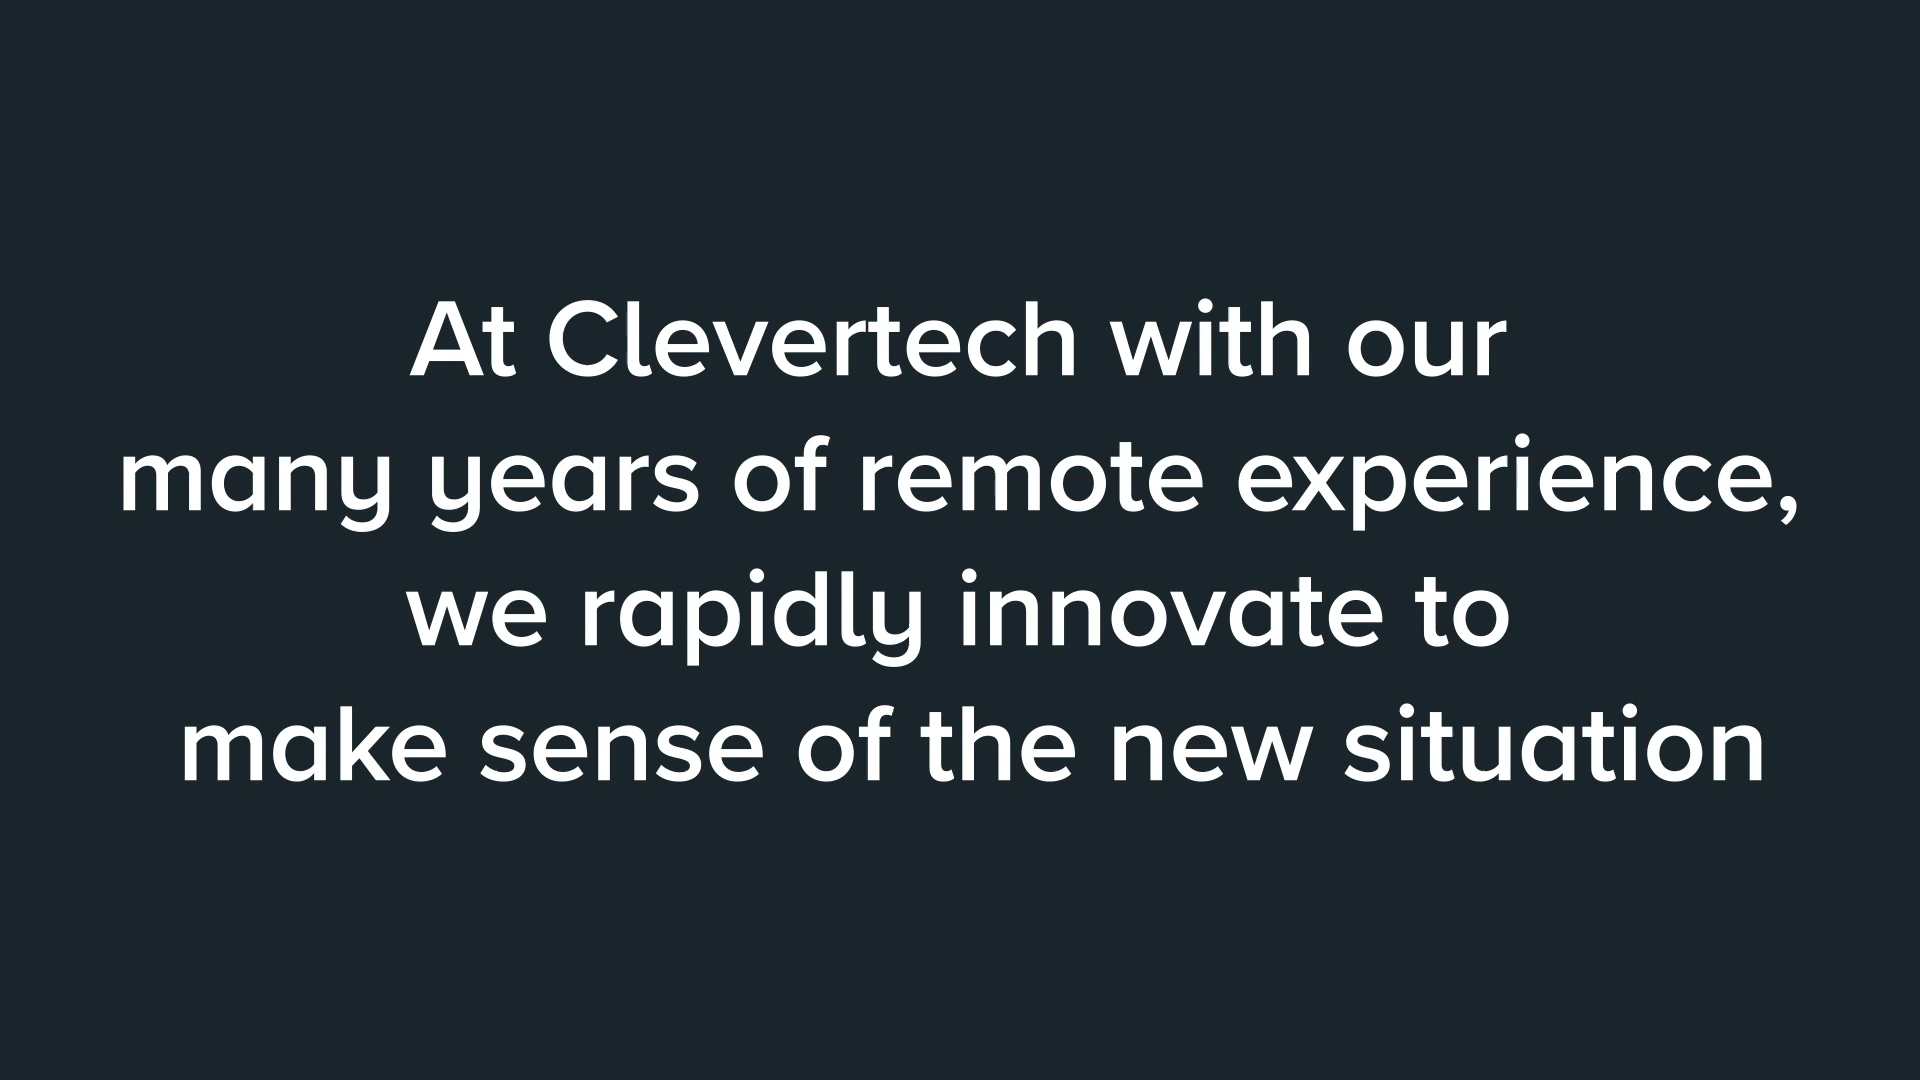 At Clevertech with our
many years of remote experience,
we rapidly innovate to
make sense of the new situation